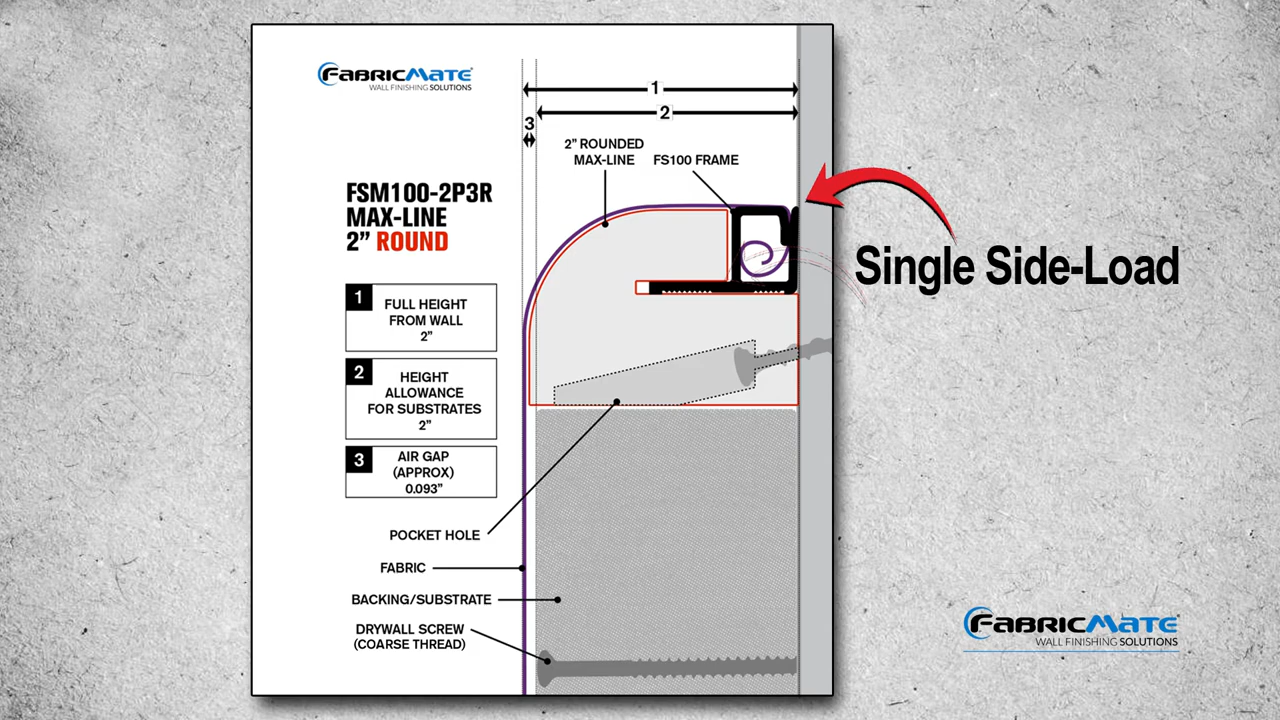 FABRICMATE
WALL FINISHING SOLUTIONS
1
2
3
2” ROUNDED
MAX-LINE
FS100 FRAME
FSM100-2P3R
MAX-LINE
2” ROUND
1
FULL HEIGHT
FROM WALL
2”
2
HEIGHT
ALLOWANCE
FOR SUBSTRATES
2”
3
AIR GAP
(APPROX)
0.093”
POCKET HOLE
FABRIC
BACKING/SUBSTRATE
DRYWALL SCREW
(COARSE THREAD)
Single Side-Load
FABRICMATE
WALL FINISHING SOLUTIONS